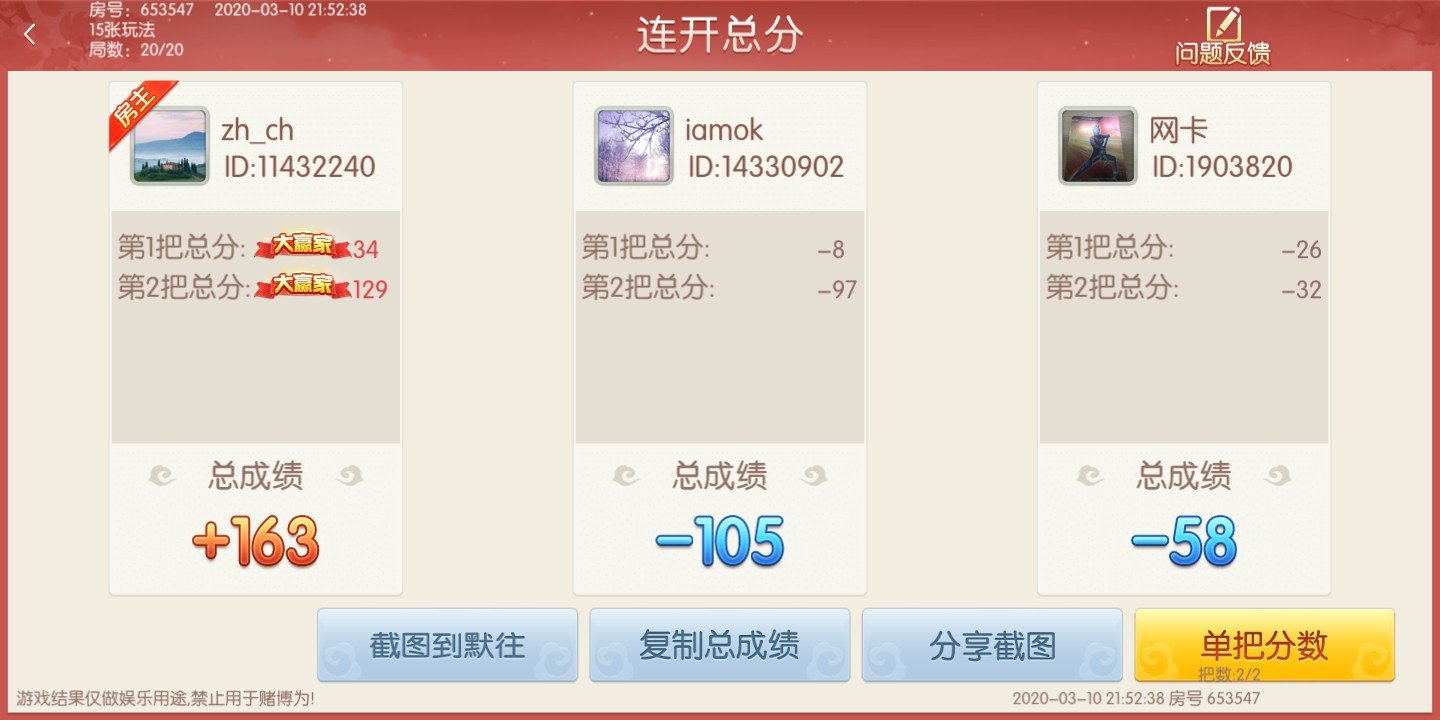 房号：653547 2020-03-10 21:52:38
15张玩法
局数：20/20
连开总分
问题反馈
房主
zh_ch
ID:11432240
第1把总分: 大赢家 34
第2把总分: 大赢家 129
总成绩
+163
iamok
ID:14330902
第1把总分: -8
第2把总分: -97
总成绩
-105
网卡
ID:1903820
第1把总分: -26
第2把总分: -32
总成绩
-58
截图到默往
复制总成绩
分享截图
单把分数
把数:2/2
游戏结果仅做娱乐用途,禁止用于赌博为!
2020-03-10 21:52:38 房号 653547